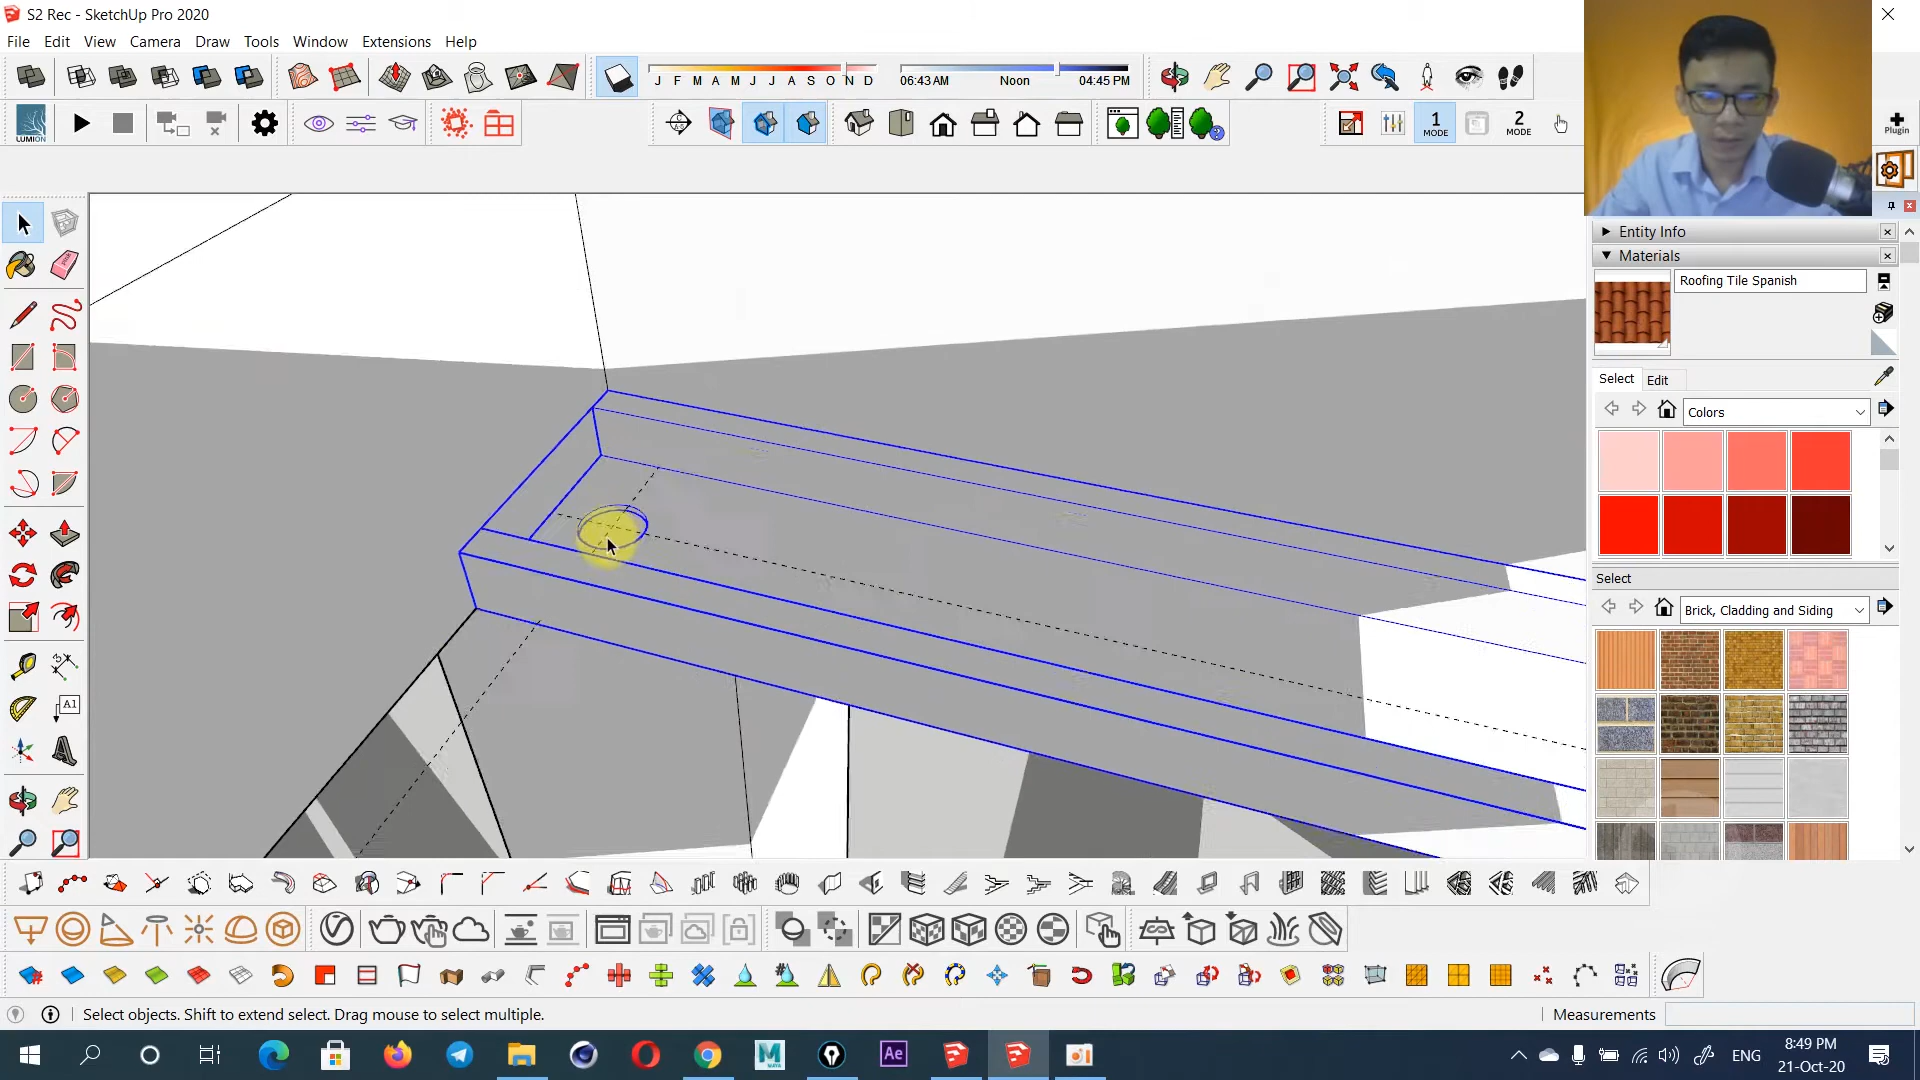 S2 Rec - SketchUp Pro 2020
File Edit View Camera Draw Tools Window Extensions Help
J F M A M J J A S O N D
06:43 AM Noon 04:45 PM
LUMION
1 MODE
2 MODE
Plugin
Entity Info
Materials
Roofing Tile Spanish
Select Edit
Colors
Select
Brick, Cladding and Siding
A1
Select objects. Shift to extend select. Drag mouse to select multiple.
Measurements
MAYA
Ae
ENG
8:49 PM
21-Oct-20